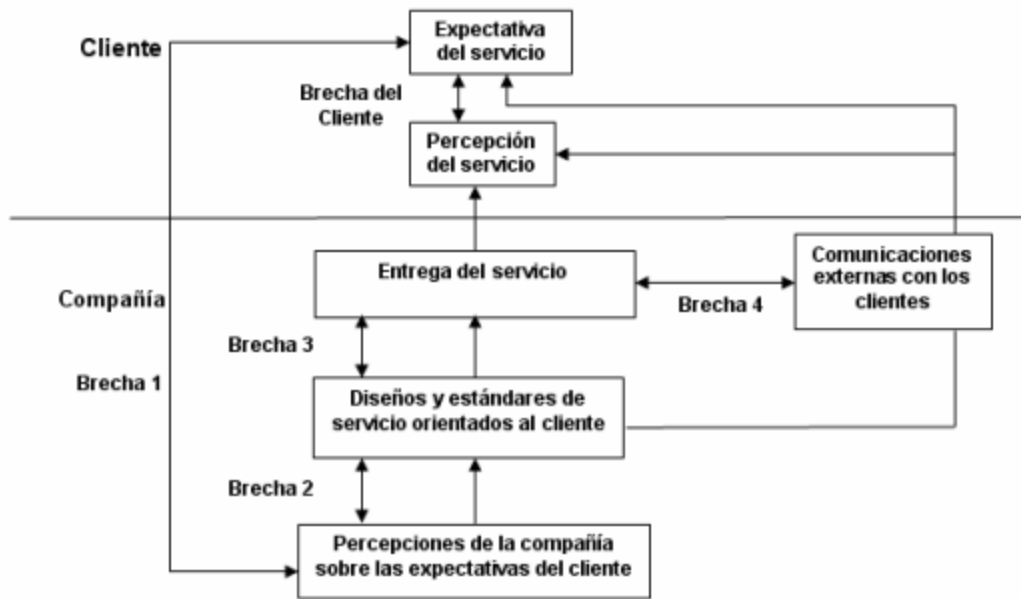 Expectativa
del servicio
Cliente
Brecha del
Cliente
Percepción
del servicio
Entrega del servicio
Comunicaciones
externas con los
clientes
Compañía
Brecha 4
Brecha 3
Brecha 1
Diseños y estándares de
servicio orientados al cliente
Brecha 2
Percepciones de la compañía
sobre las expectativas del cliente